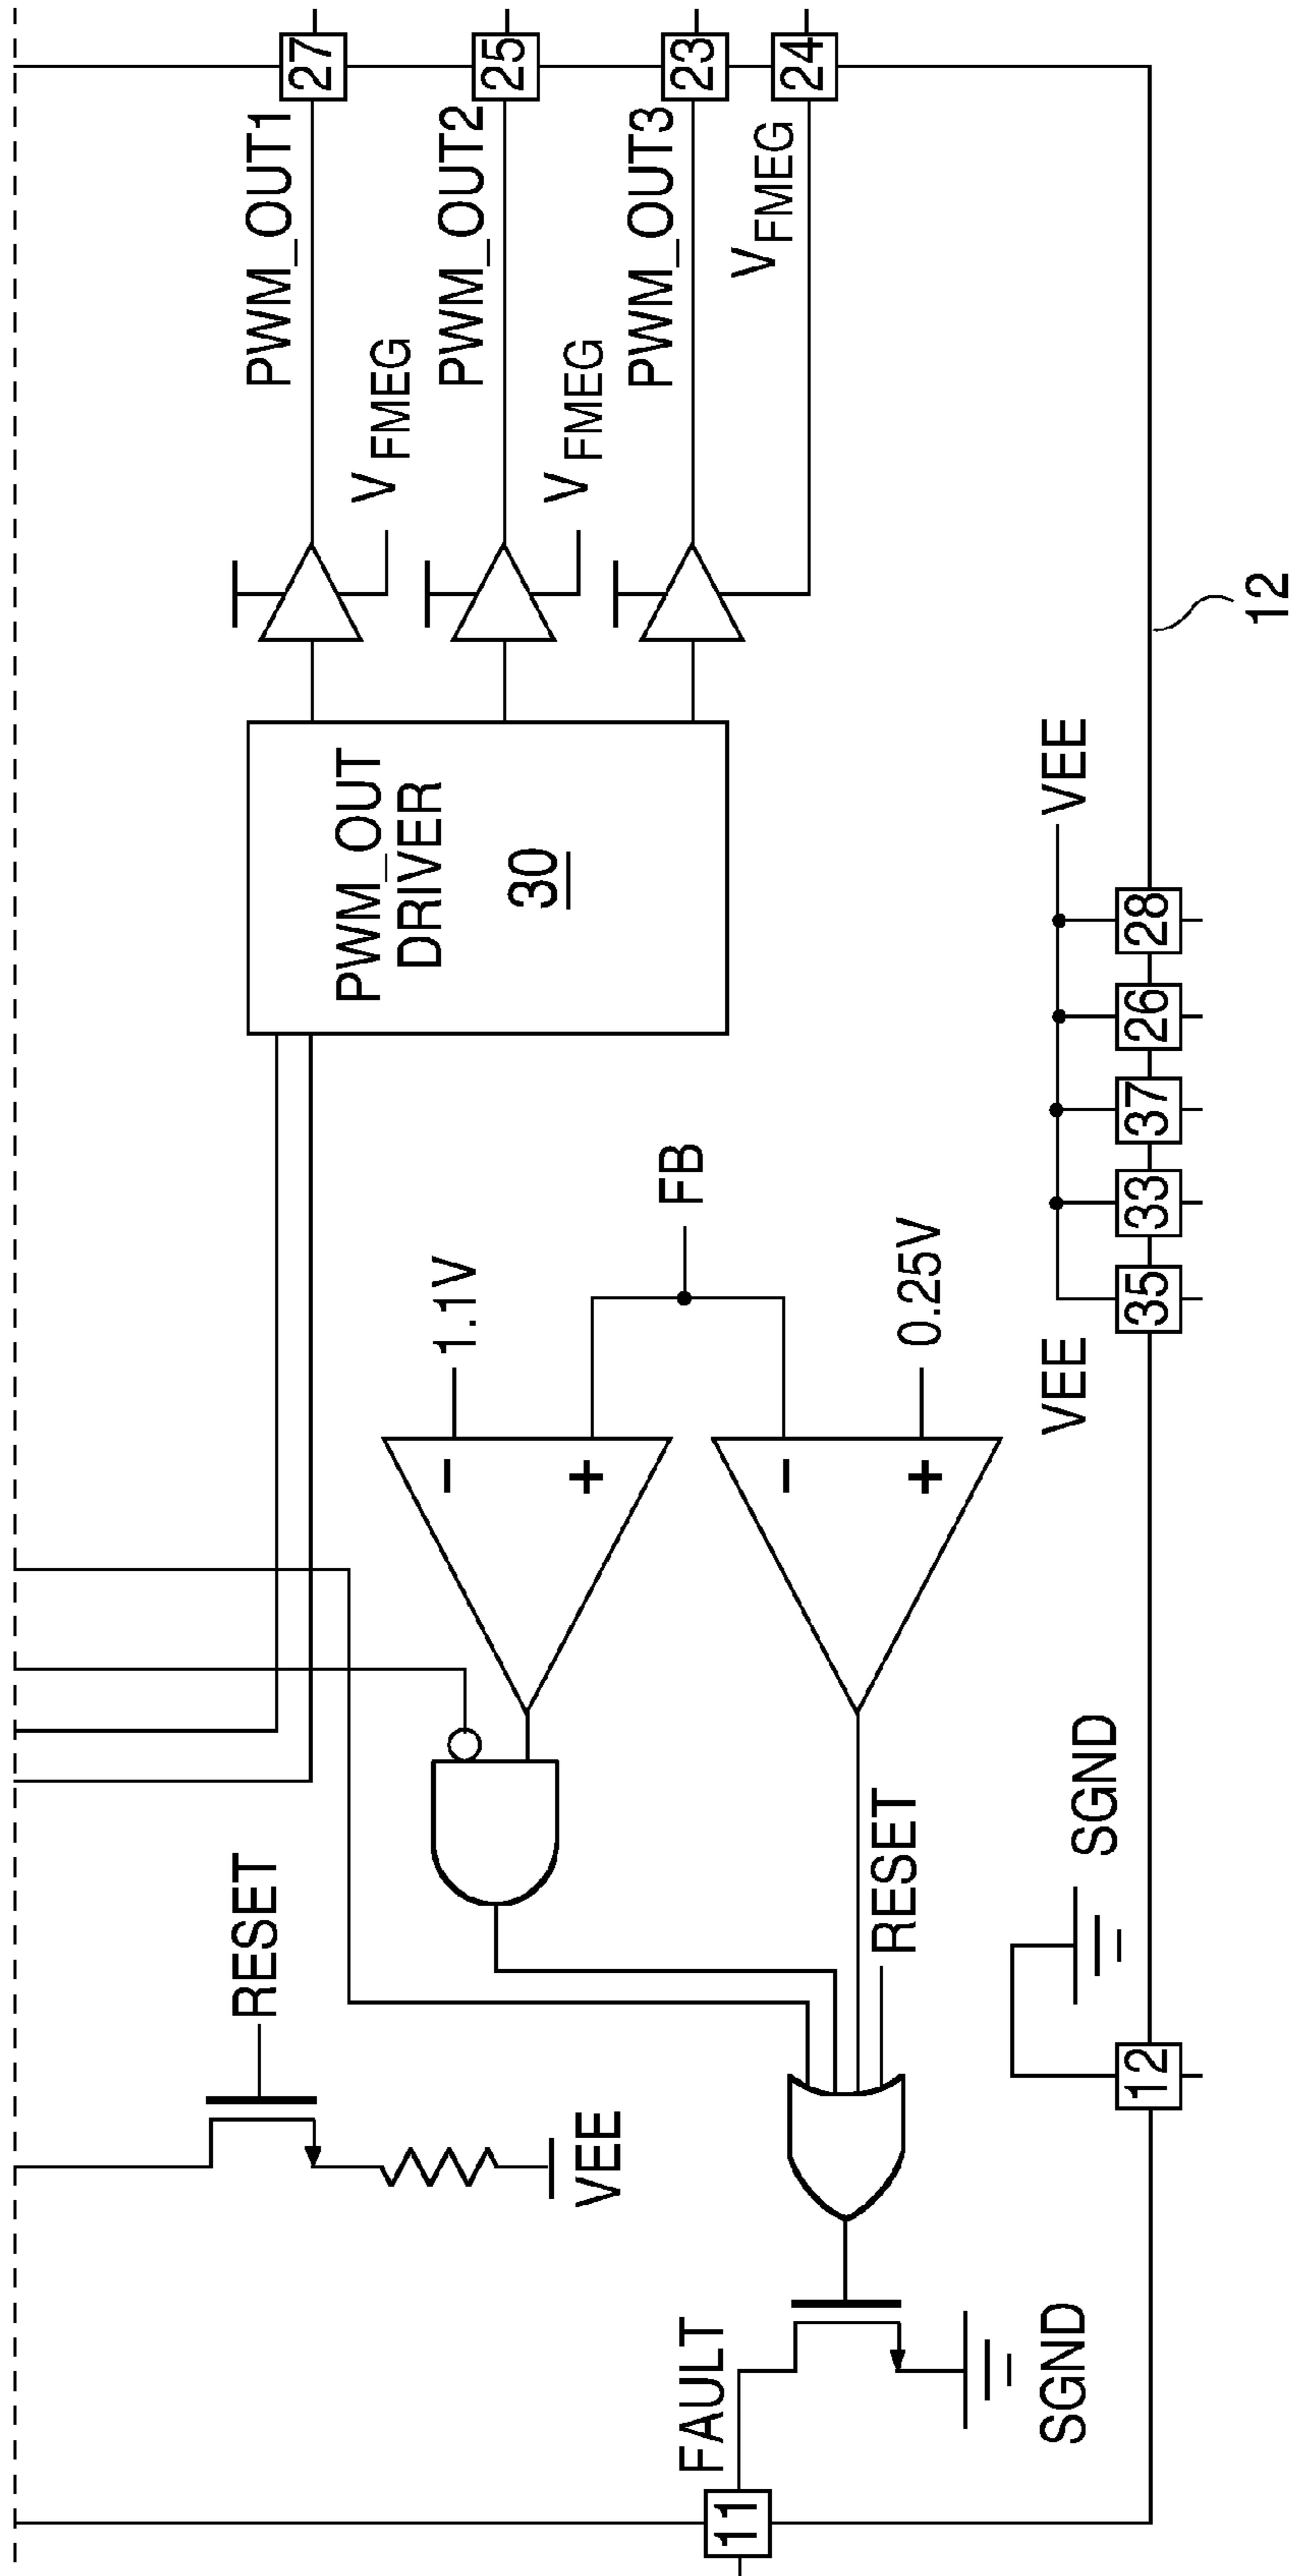 27
PWM_OUT1
VFMEG
25
PWM_OUT2
VFMEG
23
PWM_OUT3
24
VFMEG
PWM_OUT
DRIVER
30
FB
1.1V
-
+
0.25V
-
+
RESET
VEE
RESET
FAULT
11
SGND
12
SGND
VEE
VEE
35
33
37
26
28
12